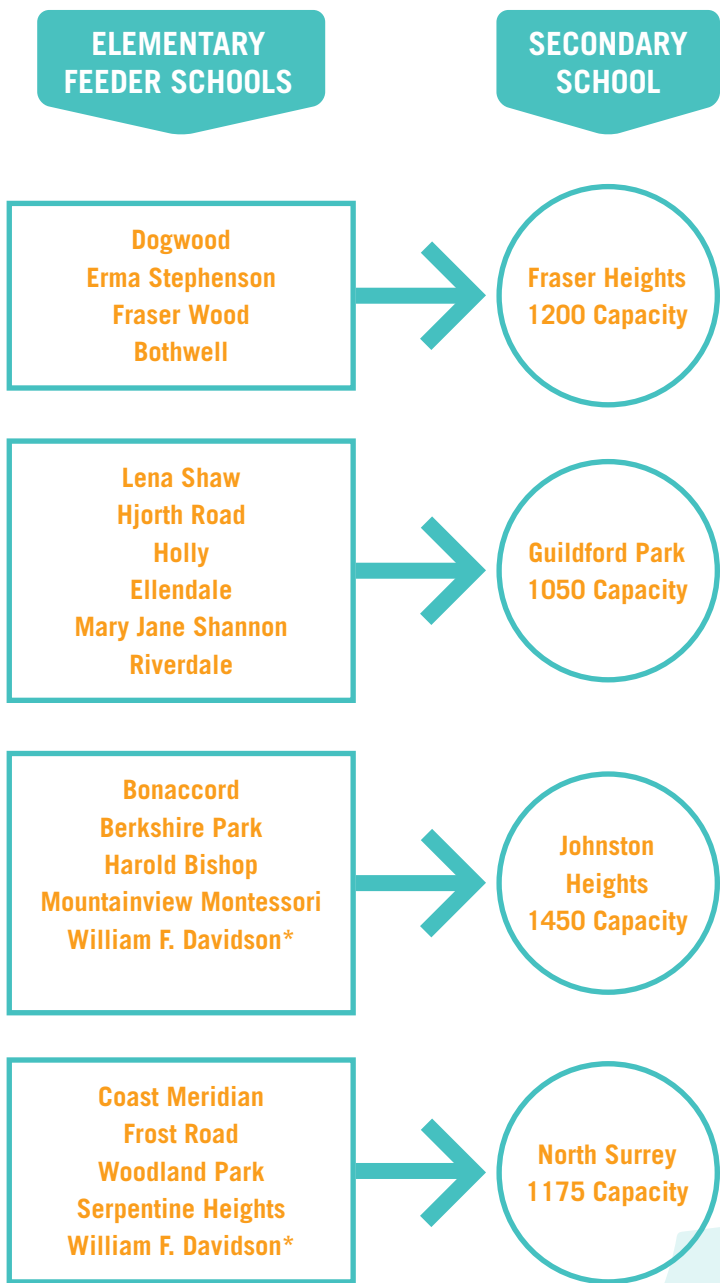 ELEMENTARY
FEEDER SCHOOLS
SECONDARY
SCHOOL
Dogwood
Erma Stephenson
Fraser Wood
Bothwell
Fraser Heights
1200 Capacity
Lena Shaw
Hjorth Road
Holly
Ellendale
Mary Jane Shannon
Riverdale
Guildford Park
1050 Capacity
Bonaccord
Berkshire Park
Harold Bishop
Mountainview Montessori
William F. Davidson*
Johnston
Heights
1450 Capacity
Coast Meridian
Frost Road
Woodland Park
Serpentine Heights
William F. Davidson*
North Surrey
1175 Capacity